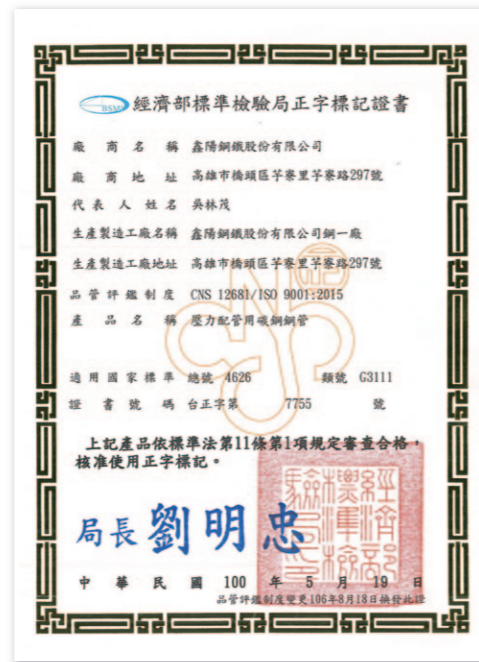 BSMI 經濟部標準檢驗局正字標記證書
廠商名稱 鑫陽鋼鐵股份有限公司
廠商地址 高雄市橋頭區芋寮里芋寮路297號
代表人姓名 吳林茂
生產製造工廠名稱 鑫陽鋼鐵股份有限公司鋼一廠
生產製造工廠地址 高雄市橋頭區芋寮里芋寮路297號
品管評鑑制度 CNS 12681/ISO 9001:2015
產品名稱 壓力配管用碳鋼鋼管
適用國家標準 總號 4626 類號 G3111
證書號碼 台正字第 7755 號
上記產品依標準法第11條第1項規定審查合格，
核准使用正字標記。
經濟部標準檢驗局印
局長 劉明忠
中華民國 100 年 5 月 19 日
品管評鑑制度變更106年8月18日換發此證